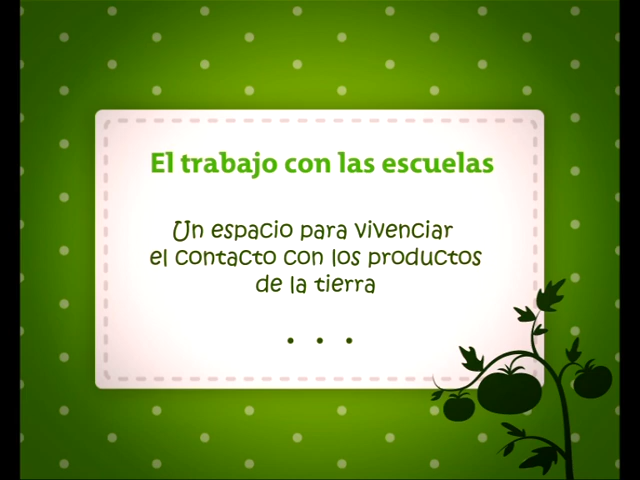 El trabajo con las escuelas
Un espacio para vivenciar
el contacto con los productos
de la tierra
. . .